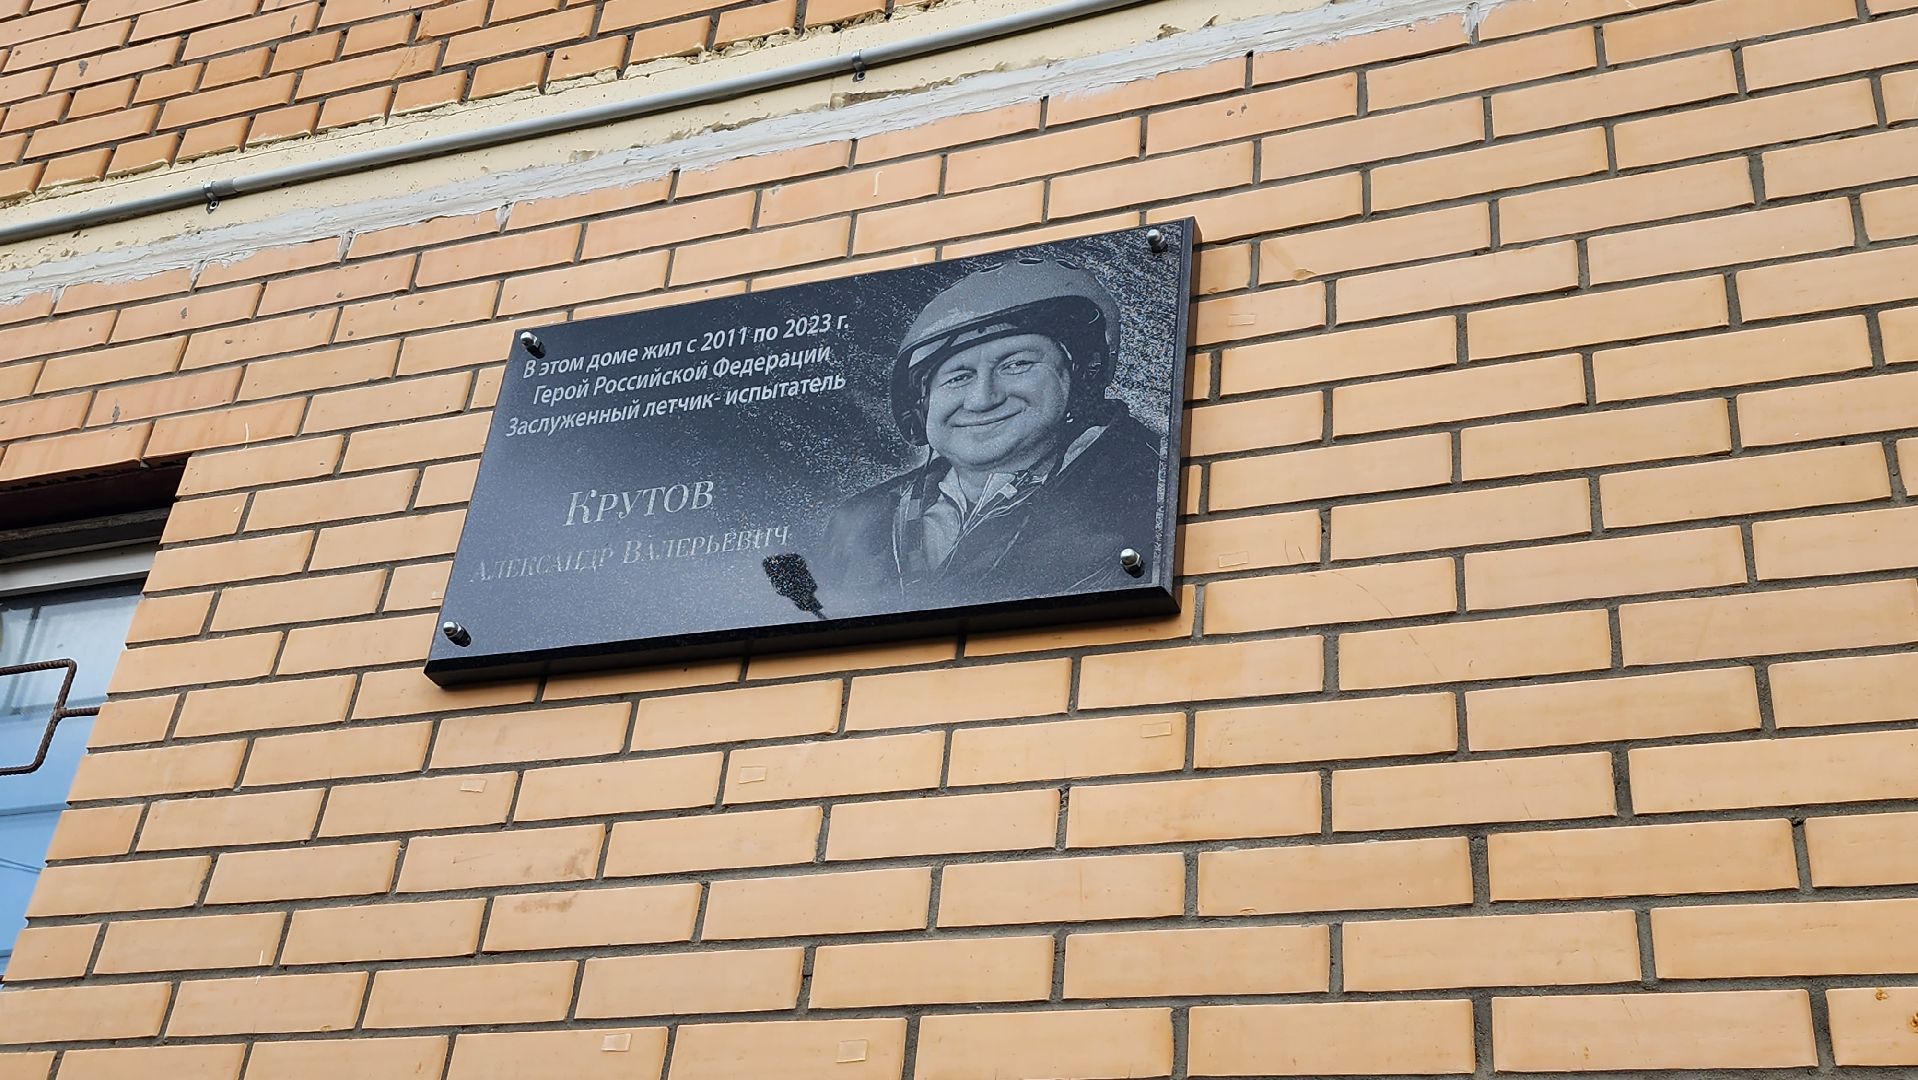 В этом доме жил с 2011 по 2023 г.
Герой Российской Федерации
Заслуженный летчик- испытатель
Крутов
Александр Валерьевич